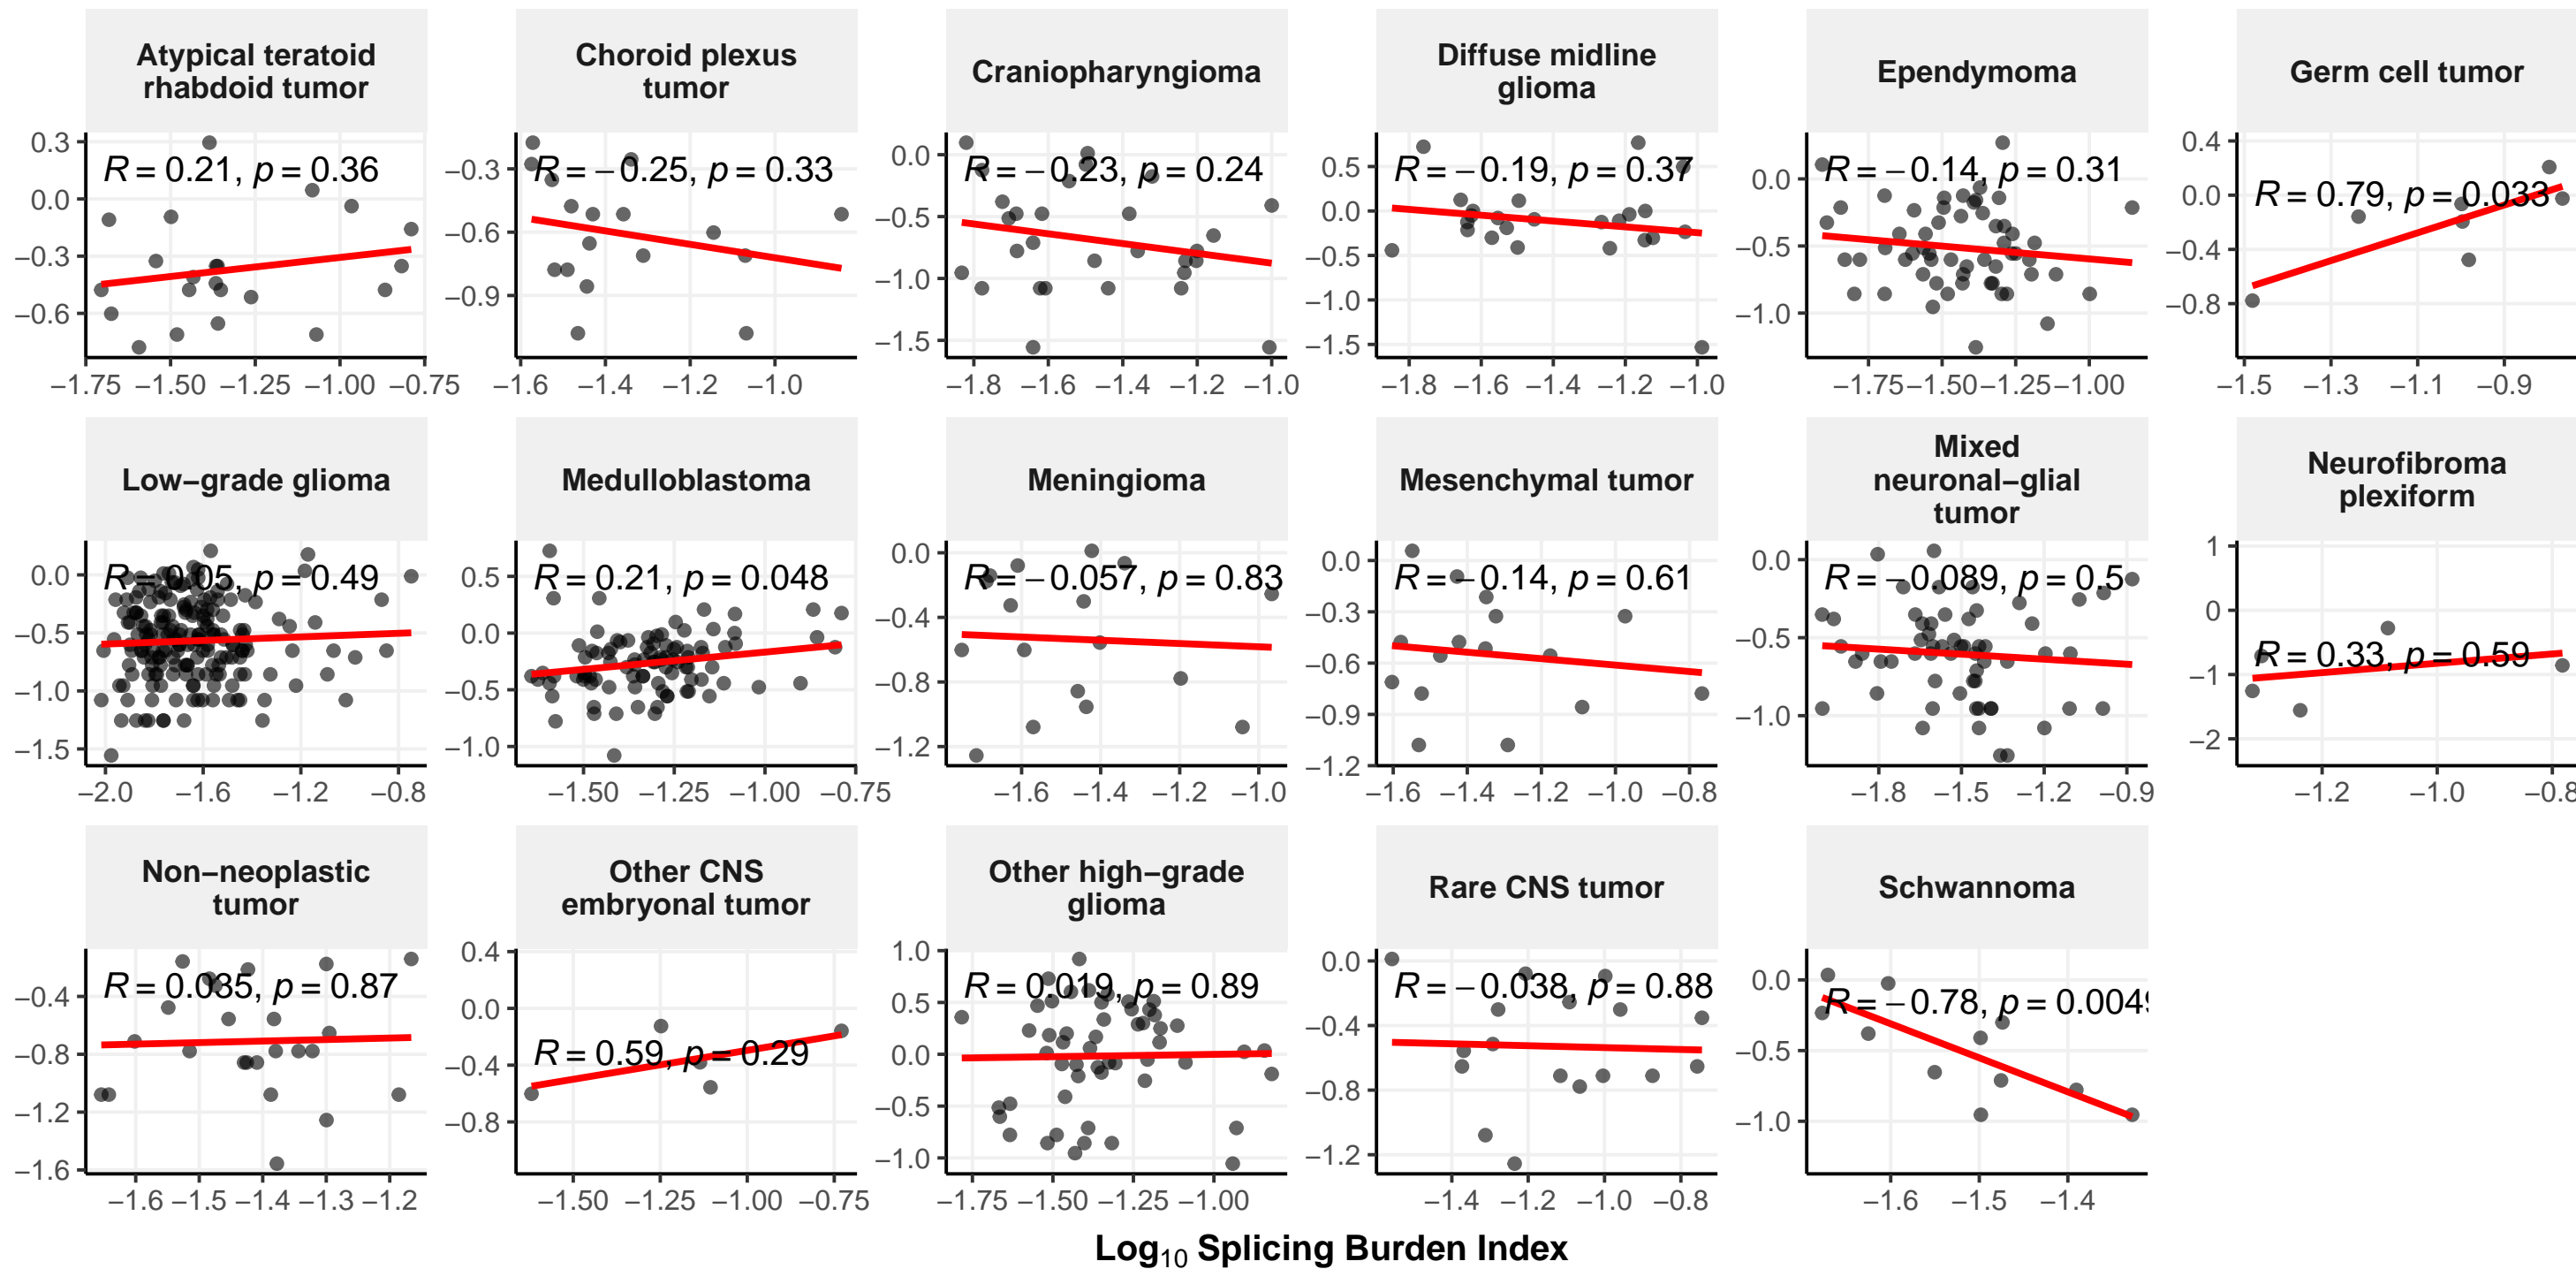 Atypical teratoid
rhabdoid tumor
Choroid plexus
tumor
Craniopharyngioma
Diffuse midline
glioma
Ependymoma
Germ cell tumor
R = 0.21, p = 0.36
R = −0.25, p = 0.33
R = −0.23, p = 0.24
R = −0.19, p = 0.37
R = −0.14, p = 0.31
R = 0.79, p = 0.033
0.3
0.0
−0.3
−0.6
−0.3
−0.6
−0.9
0.0
−0.5
−1.0
−1.5
0.5
0.0
−0.5
−1.0
−1.5
0.0
−0.5
−1.0
0.4
0.0
−0.4
−0.8
−1.75 −1.50 −1.25 −1.00 −0.75
−1.6 −1.4 −1.2 −1.0
−1.8 −1.6 −1.4 −1.2 −1.0
−1.8 −1.6 −1.4 −1.2 −1.0
−1.75 −1.50 −1.25 −1.00
−1.5 −1.3 −1.1 −0.9
Low−grade glioma
Medulloblastoma
Meningioma
Mesenchymal tumor
Mixed
neuronal−glial
tumor
Neurofibroma
plexiform
R = 0.05, p = 0.49
R = 0.21, p = 0.048
R = −0.057, p = 0.83
R = −0.14, p = 0.61
R = −0.089, p = 0.5
R = 0.33, p = 0.59
0.0
−0.5
−1.0
−1.5
0.5
0.0
−0.5
−1.0
0.0
−0.4
−0.8
−1.2
0.0
−0.3
−0.6
−0.9
−1.2
0.0
−0.5
−1.0
1
0
−1
−2
−2.0 −1.6 −1.2 −0.8
−1.50 −1.25 −1.00 −0.75
−1.6 −1.4 −1.2 −1.0
−1.6 −1.4 −1.2 −1.0 −0.8
−1.8 −1.5 −1.2 −0.9
−1.2 −1.0 −0.8
Non−neoplastic
tumor
Other CNS
embryonal tumor
Other high−grade
glioma
Rare CNS tumor
Schwannoma
R = 0.035, p = 0.87
R = 0.59, p = 0.29
R = 0.019, p = 0.89
R = −0.038, p = 0.88
R = −0.78, p = 0.0049
−0.4
−0.8
−1.2
−1.6
0.4
0.0
−0.4
−0.8
1.0
0.5
0.0
−0.5
−1.0
0.0
−0.4
−0.8
−1.2
0.0
−0.5
−1.0
−1.6 −1.5 −1.4 −1.3 −1.2
−1.50 −1.25 −1.00 −0.75
−1.75 −1.50 −1.25 −1.00
−1.4 −1.2 −1.0 −0.8
−1.6 −1.5 −1.4
Log10 Splicing Burden Index